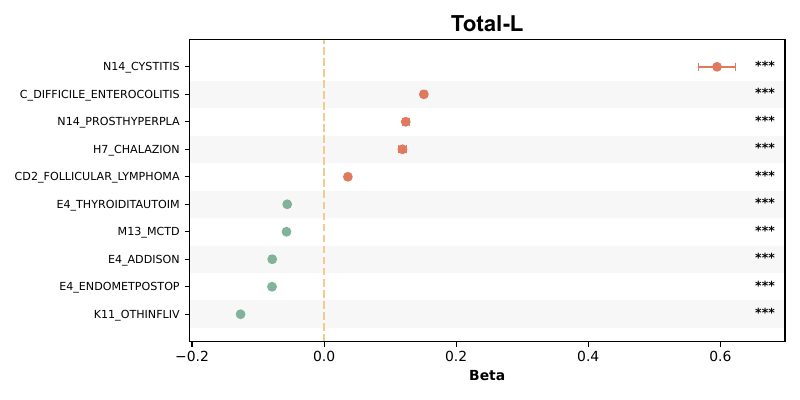 Total-L
N14_CYSTITIS ***
C_DIFFICILE_ENTEROCOLITIS ***
N14_PROSTHYPERPLA ***
H7_CHALAZION ***
CD2_FOLLICULAR_LYMPHOMA ***
E4_THYROIDITAUTOIM ***
M13_MCTD ***
E4_ADDISON ***
E4_ENDOMETPOSTOP ***
K11_OTHINFLIV ***
−0.2 0.0 0.2 0.4 0.6
Beta